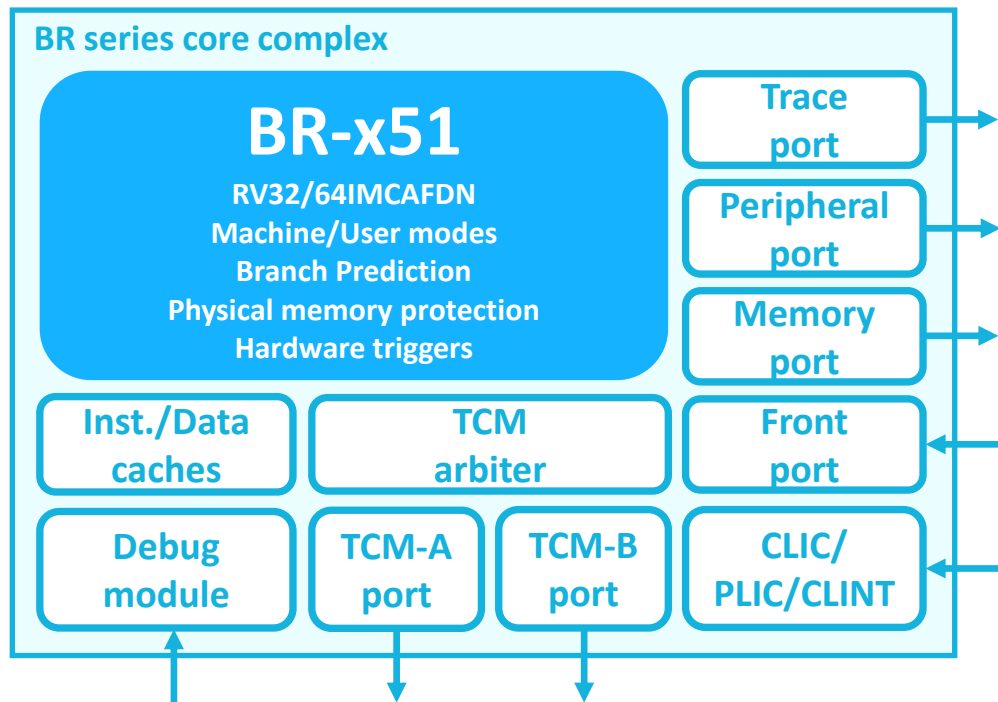 BR series core complex
BR-x51
RV32/64IMCAFDN
Machine/User modes
Branch Prediction
Physical memory protection
Hardware triggers
Trace
port
Peripheral
port
Memory
port
Inst./Data
caches
TCM
arbiter
Front
port
Debug
module
TCM-A
port
TCM-B
port
CLIC/
PLIC/CLINT